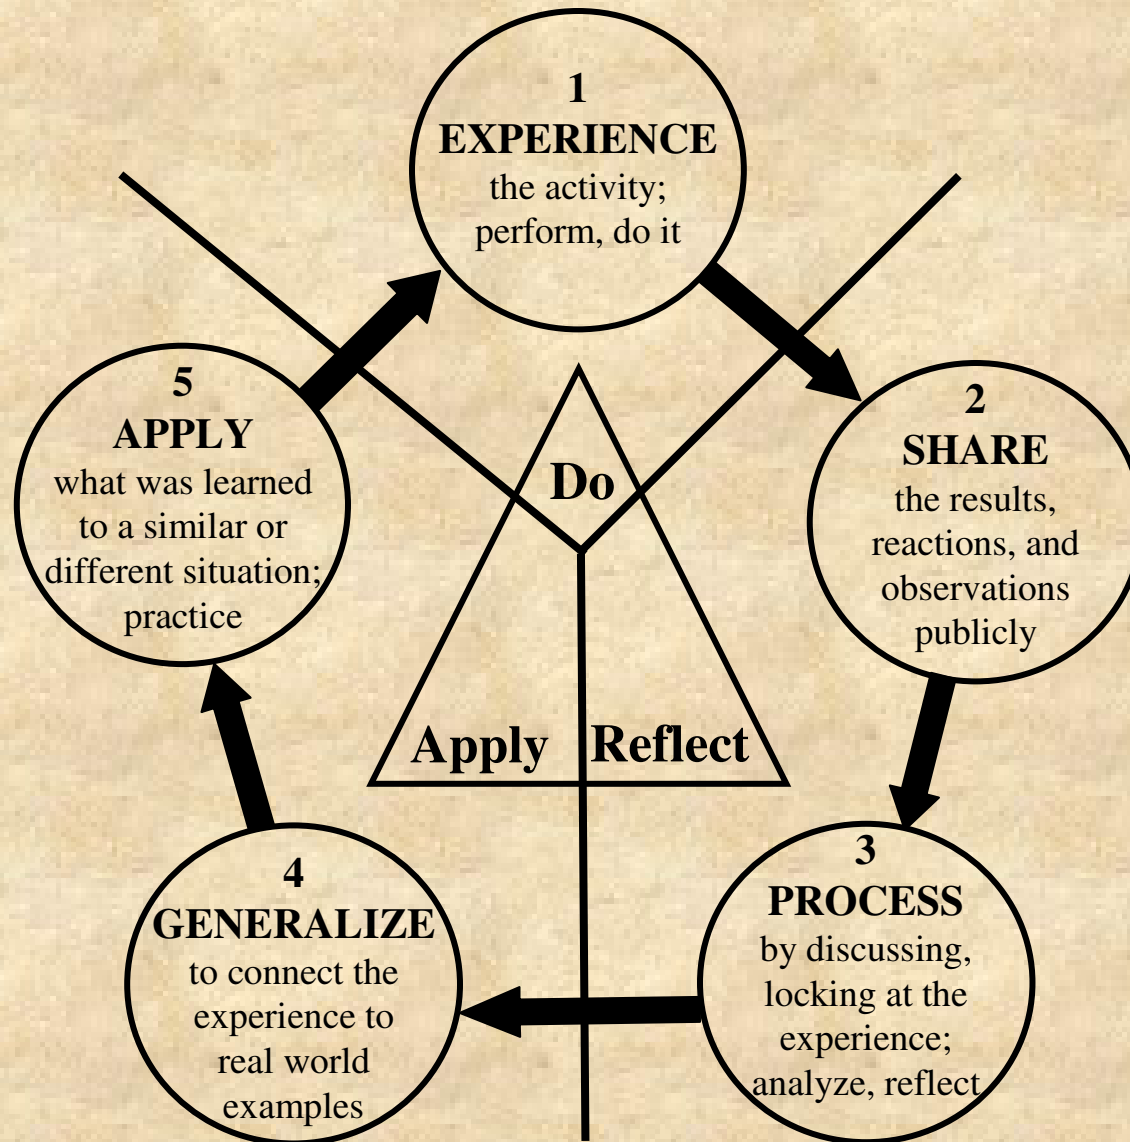 1
EXPERIENCE
the activity;
perform, do it
2
SHARE
the results,
reactions, and
observations
publicly
3
PROCESS
by discussing,
locking at the
experience;
analyze, reflect
4
GENERALIZE
to connect the
experience to
real world
examples
5
APPLY
what was learned
to a similar or
different situation;
practice
Do
Apply
Reflect